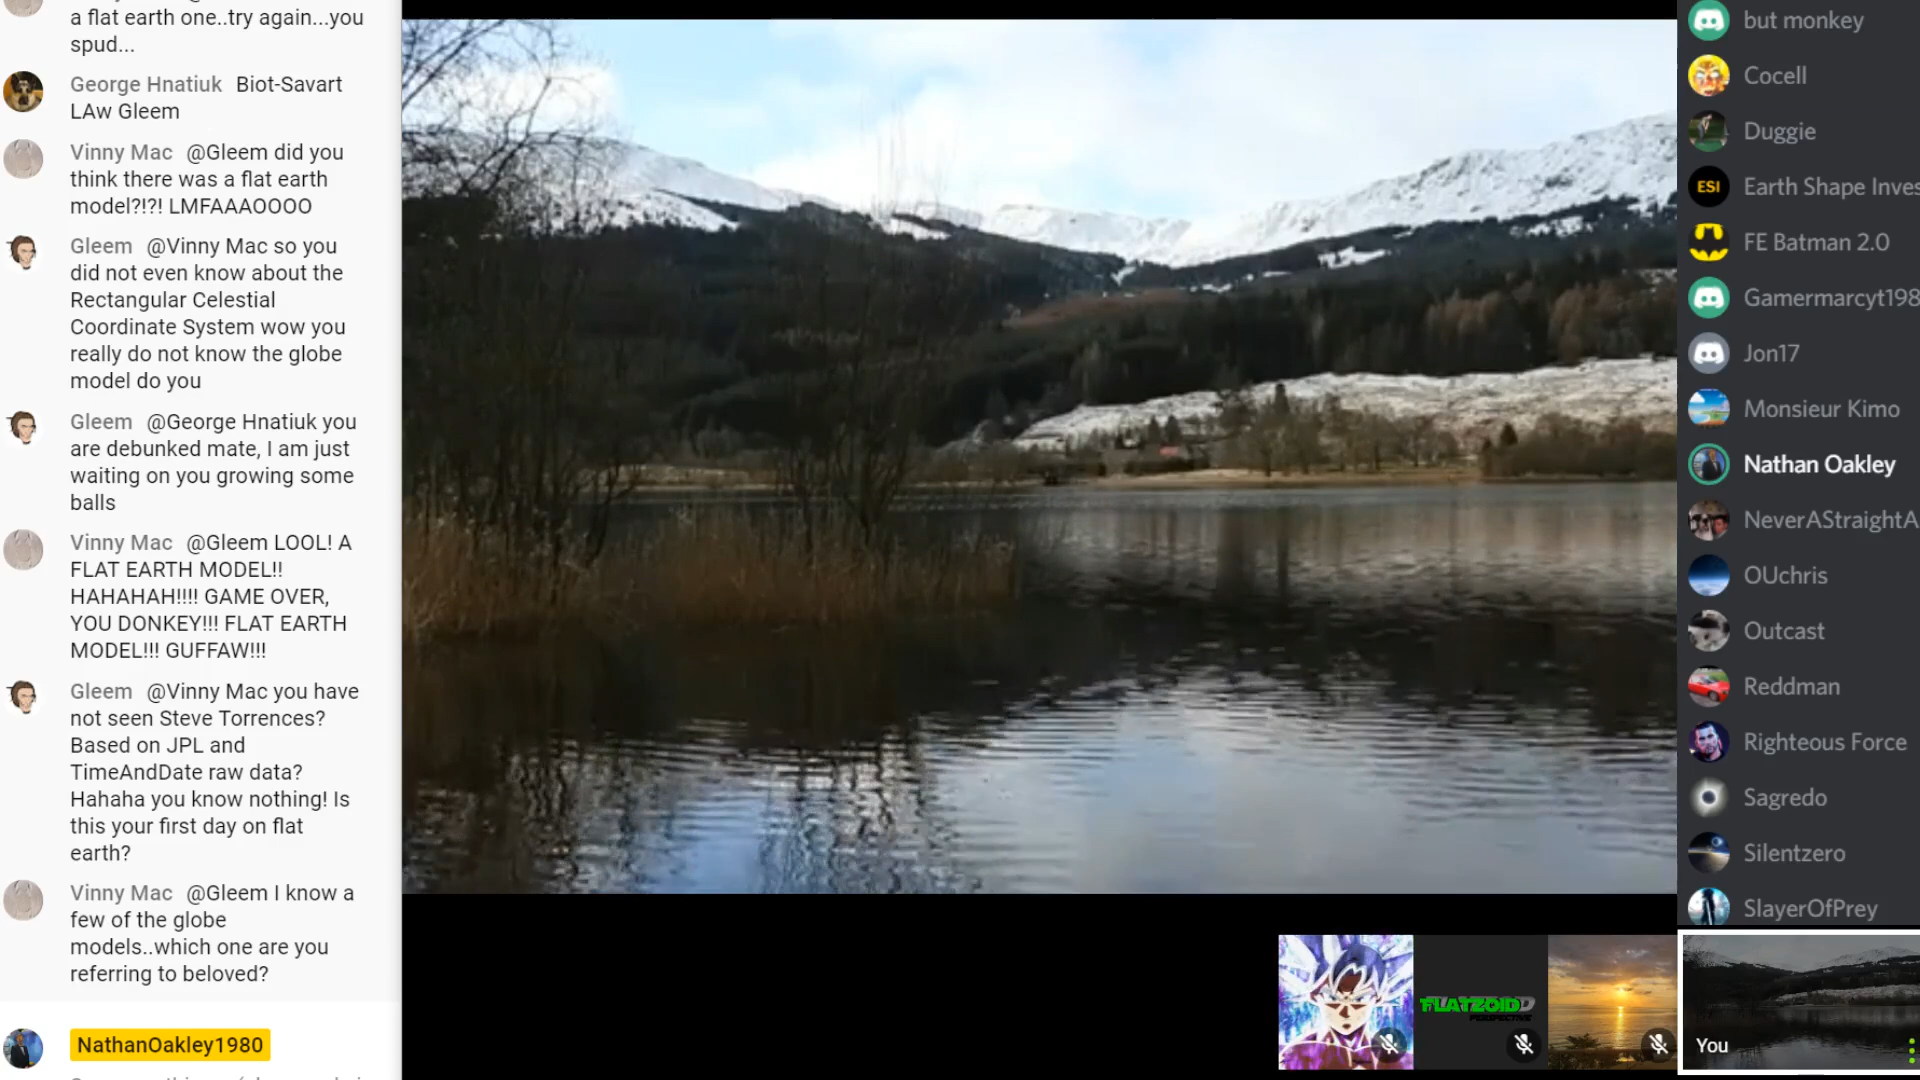 a flat earth one..try again...you
spud...
George Hnatiuk Biot-Savart
LAw Gleem
Vinny Mac @Gleem did you
think there was a flat earth
model?!?! LMFAAAOOOO
Gleem @Vinny Mac so you
did not even know about the
Rectangular Celestial
Coordinate System wow you
really do not know the globe
model do you
Gleem @George Hnatiuk you
are debunked mate, I am just
waiting on you growing some
balls
Vinny Mac @Gleem LOOL! A
FLAT EARTH MODEL!!
HAHAHAH!!!! GAME OVER,
YOU DONKEY!!! FLAT EARTH
MODEL!!! GUFFAW!!!
Gleem @Vinny Mac you have
not seen Steve Torrences?
Based on JPL and
TimeAndDate raw data?
Hahaha you know nothing! Is
this your first day on flat
earth?
Vinny Mac @Gleem I know a
few of the globe
models..which one are you
referring to beloved?
NathanOakley1980
but monkey
Cocell
Duggie
ESI
Earth Shape Inves
FE Batman 2.0
Gamermarcyt198
Jon17
Monsieur Kimo
Nathan Oakley
NeverAStraightA
OUchris
Outcast
Reddman
Righteous Force
Sagredo
Silentzero
SlayerOfPrey
FLATZOID
PERSPECTIVE
You